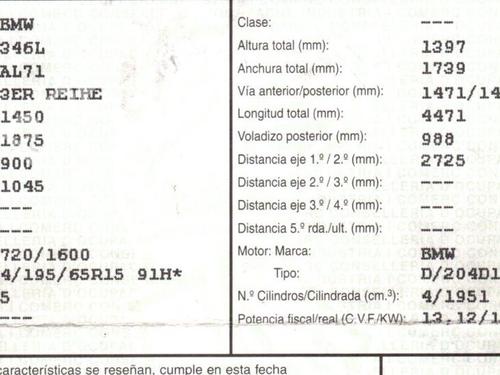 BMW
346L
AL71
3ER REIHE
1450
1875
900
1045
---
---
720/1600
4/195/65R15 91H*
5
---
Clase: ---
Altura total (mm): 1397
Anchura total (mm): 1739
Vía anterior/posterior (mm): 1471/14
Longitud total (mm): 4471
Voladizo posterior (mm): 988
Distancia eje 1.º / 2.º (mm): 2725
Distancia eje 2.º / 3.º (mm): ---
Distancia eje 3.º / 4.º (mm): ---
Distancia 5.º rda./ult. (mm): ---
Motor: Marca: BMW
Tipo: D/204D1
N.º Cilindros/Cilindrada (cm.³): 4/1951
Potencia fiscal/real (C.V.F./KW): 13,12/1
características se reseñan, cumple en esta fecha